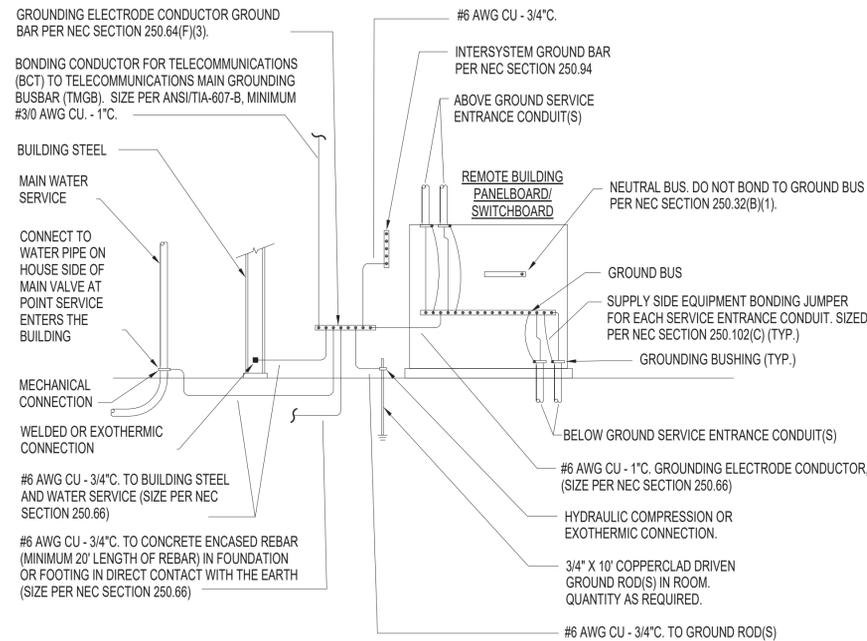 GROUNDING ELECTRODE CONDUCTOR GROUND
BAR PER NEC SECTION 250.64(F)(3).
BONDING CONDUCTOR FOR TELECOMMUNICATIONS
(BCT) TO TELECOMMUNICATIONS MAIN GROUNDING
BUSBAR (TMGB).  SIZE PER ANSI/TIA-607-B, MINIMUM
#3/0 AWG CU. - 1"C.
BUILDING STEEL
MAIN WATER
SERVICE
CONNECT TO
WATER PIPE ON
HOUSE SIDE OF
MAIN VALVE AT
POINT SERVICE
ENTERS THE
BUILDING
MECHANICAL
CONNECTION
WELDED OR EXOTHERMIC
CONNECTION
#6 AWG CU - 3/4"C. TO BUILDING STEEL
AND WATER SERVICE (SIZE PER NEC
SECTION 250.66)
#6 AWG CU - 3/4"C. TO CONCRETE ENCASED REBAR
(MINIMUM 20' LENGTH OF REBAR) IN FOUNDATION
OR FOOTING IN DIRECT CONTACT WITH THE EARTH
(SIZE PER NEC SECTION 250.66)
#6 AWG CU - 3/4"C.
INTERSYSTEM GROUND BAR
PER NEC SECTION 250.94
ABOVE GROUND SERVICE
ENTRANCE CONDUIT(S)
REMOTE BUILDING
PANELBOARD/
SWITCHBOARD
NEUTRAL BUS. DO NOT BOND TO GROUND BUS
PER NEC SECTION 250.32(B)(1).
GROUND BUS
SUPPLY SIDE EQUIPMENT BONDING JUMPER
FOR EACH SERVICE ENTRANCE CONDUIT. SIZED
PER NEC SECTION 250.102(C) (TYP.)
GROUNDING BUSHING (TYP.)
BELOW GROUND SERVICE ENTRANCE CONDUIT(S)
#6 AWG CU - 1"C. GROUNDING ELECTRODE CONDUCTOR,
(SIZE PER NEC SECTION 250.66)
HYDRAULIC COMPRESSION OR
EXOTHERMIC CONNECTION.
3/4" X 10' COPPERCLAD DRIVEN
GROUND ROD(S) IN ROOM.
QUANTITY AS REQUIRED.
#6 AWG CU - 3/4"C. TO GROUND ROD(S)